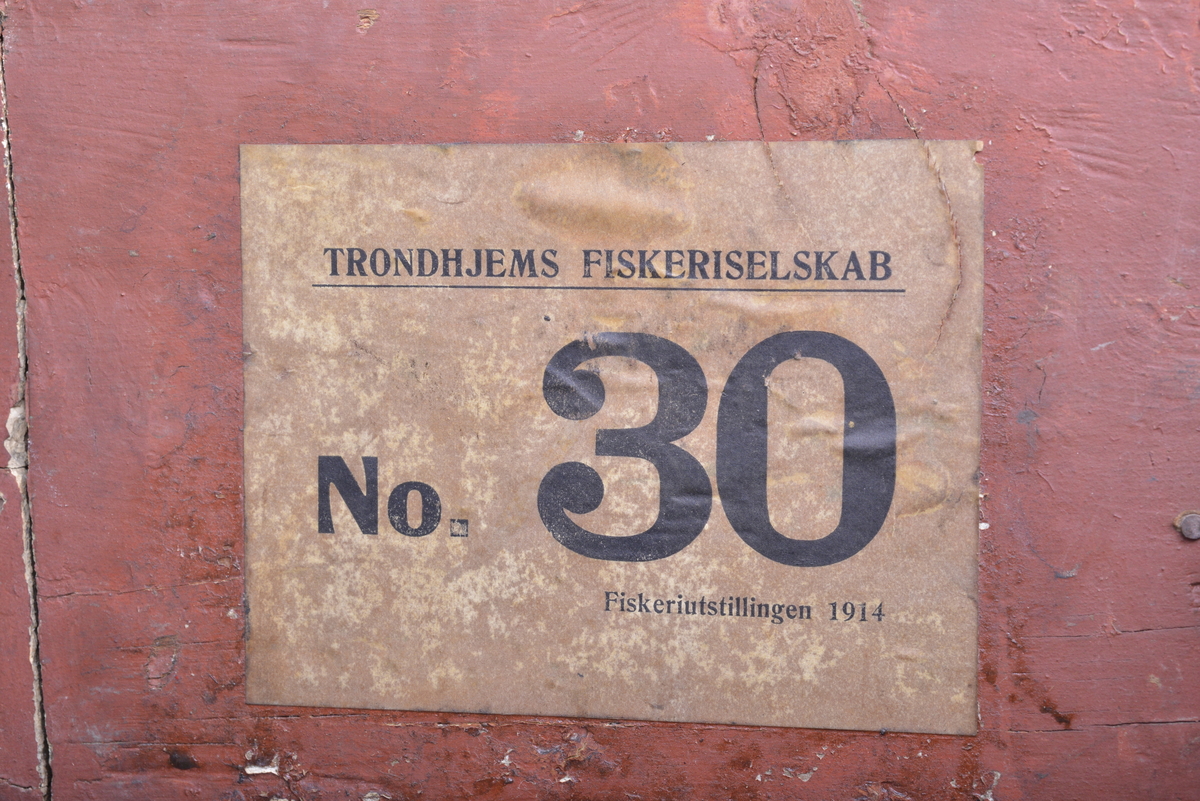 TRONDHJEMS FISKERISELSKAB
No. 30
Fiskeriutstillingen 1914